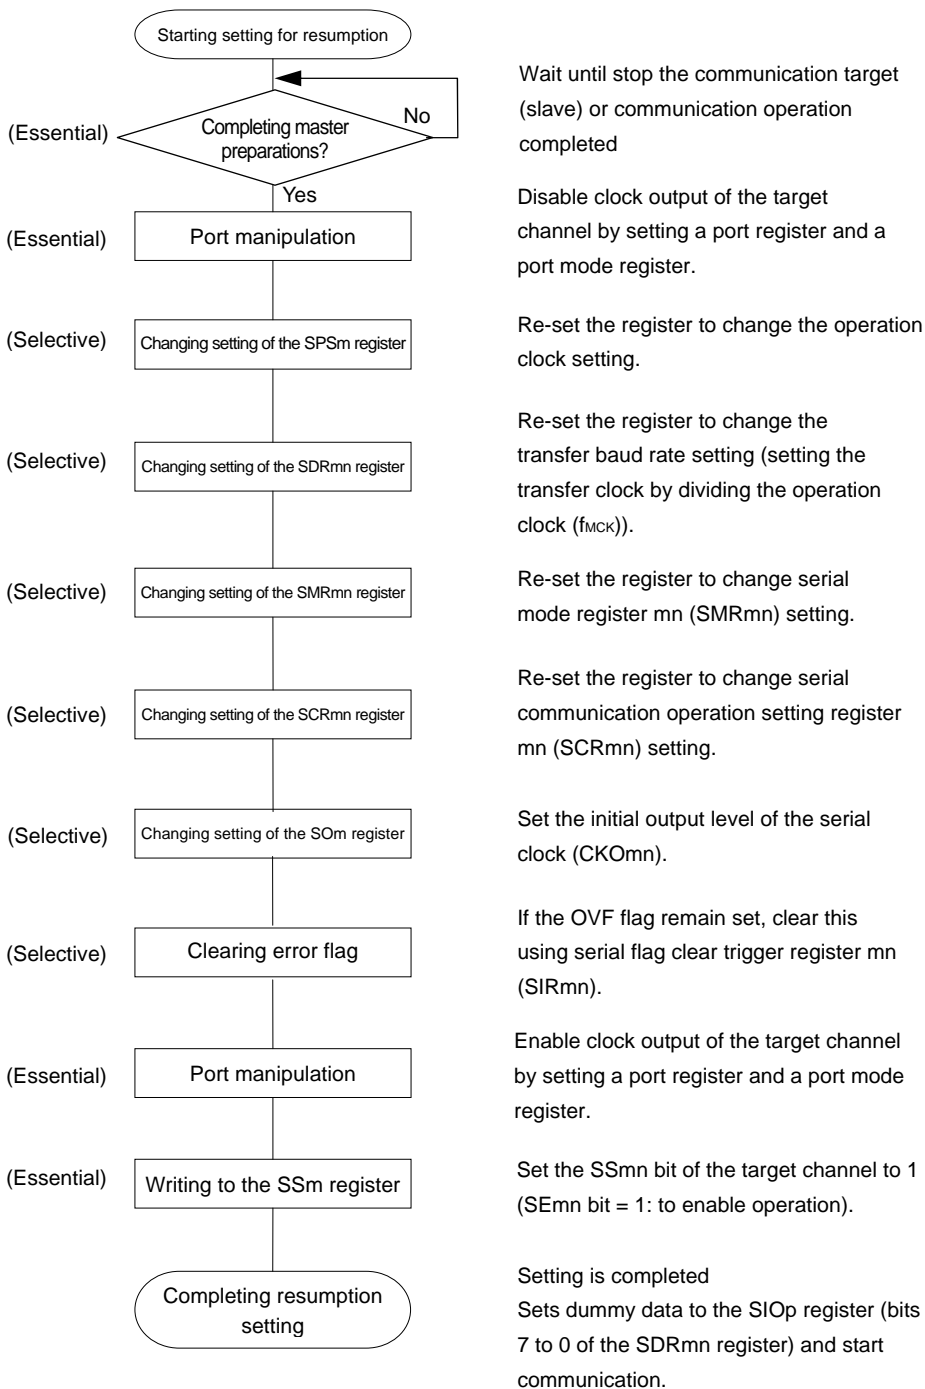 Starting setting for resumption
Wait until stop the communication target
(slave) or communication operation
completed
(Essential)
Completing master
preparations?
No
Yes
Disable clock output of the target
channel by setting a port register and a
port mode register.
(Essential)
Port manipulation
Re-set the register to change the operation
clock setting.
(Selective)
Changing setting of the SPSm register
Re-set the register to change the
transfer baud rate setting (setting the
transfer clock by dividing the operation
clock (fMCK)).
(Selective)
Changing setting of the SDRmn register
Re-set the register to change serial
mode register mn (SMRmn) setting.
(Selective)
Changing setting of the SMRmn register
Re-set the register to change serial
communication operation setting register
mn (SCRmn) setting.
(Selective)
Changing setting of the SCRmn register
Set the initial output level of the serial
clock (CKOmn).
(Selective)
Changing setting of the SOm register
If the OVF flag remain set, clear this
using serial flag clear trigger register mn
(SIRmn).
(Selective)
Clearing error flag
Enable clock output of the target channel
by setting a port register and a port mode
register.
(Essential)
Port manipulation
Set the SSmn bit of the target channel to 1
(SEmn bit = 1: to enable operation).
(Essential)
Writing to the SSm register
Completing resumption
setting
Setting is completed
Sets dummy data to the SIOp register (bits
7 to 0 of the SDRmn register) and start
communication.